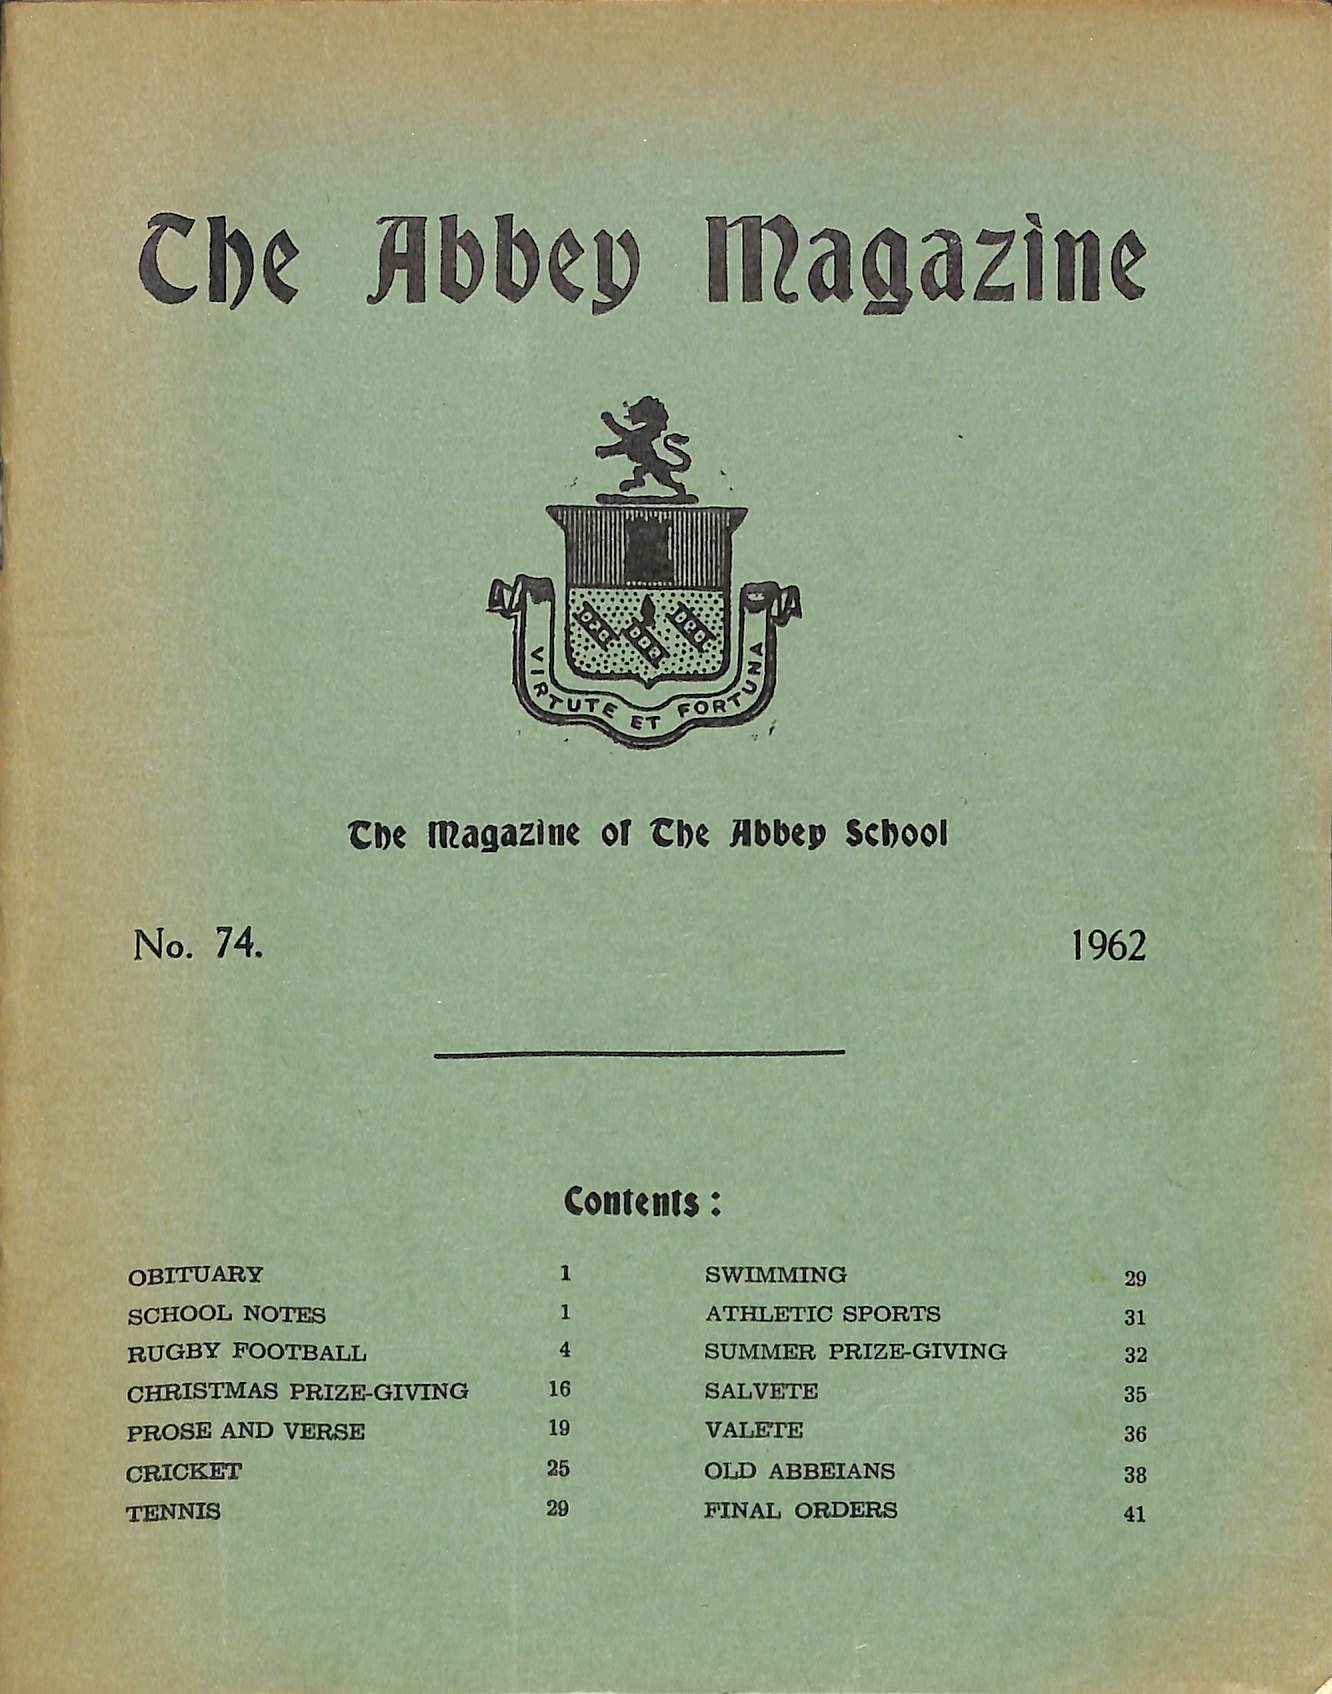 The Abbey Magazine
VIRTUTE ET FORTUNA
The Magazine of The Abbey School
No. 74. 1962
Contents :
OBITUARY 1
SCHOOL NOTES 1
RUGBY FOOTBALL 4
CHRISTMAS PRIZE-GIVING 16
PROSE AND VERSE 19
CRICKET 25
TENNIS 29
SWIMMING 29
ATHLETIC SPORTS 31
SUMMER PRIZE-GIVING 32
SALVETE 35
VALETE 36
OLD ABBEIANS 38
FINAL ORDERS 41